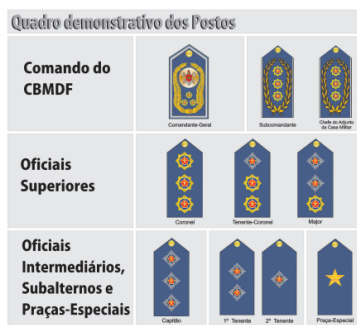 Quadro demonstrativo dos Postos
Comando do
CBMDF
Comandante-Geral
Subcomandante
Chefe do Adjunto
da Casa Militar
Oficiais
Superiores
Coronel
Tenente-Coronel
Major
Oficiais
Intermediários,
Subalternos e
Praças-Especiais
Capitão
1º Tenente
2º Tenente
Praça-Especial